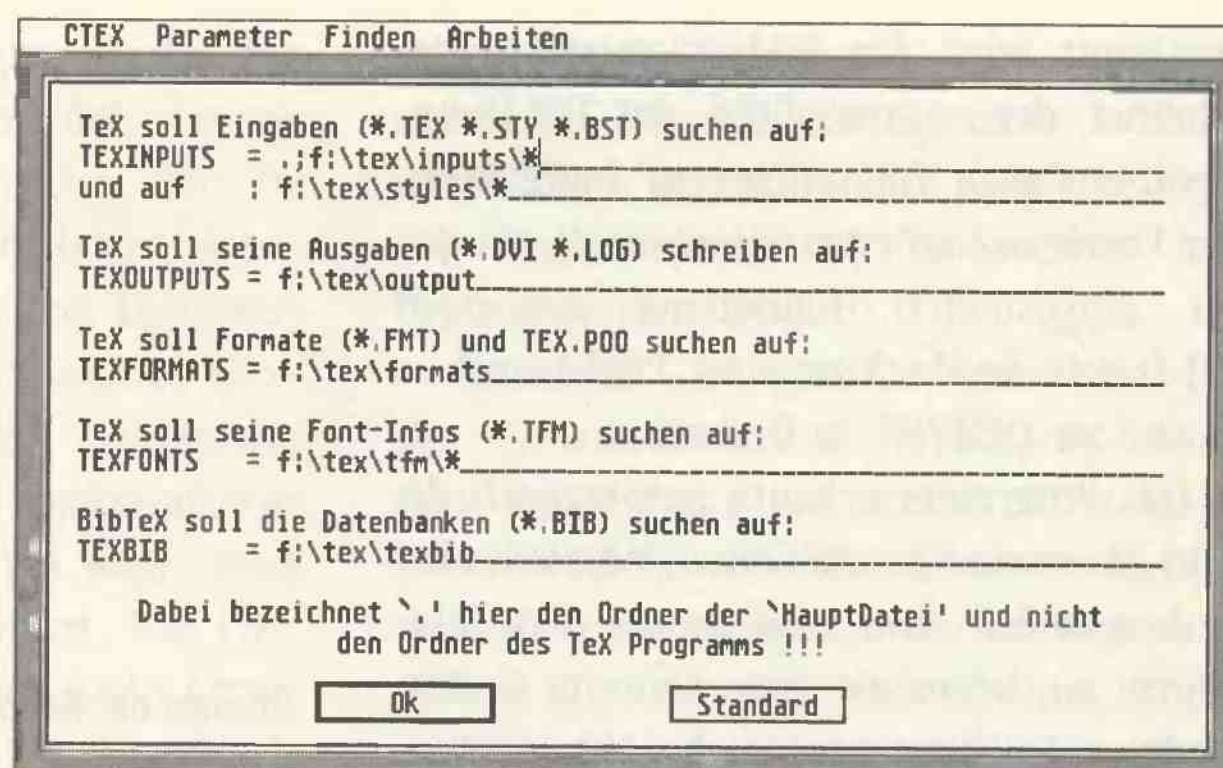 CTEX Parameter Finden Arbeiten
TeX soll Eingaben (*.TEX *.STY *.BST) suchen auf:
TEXINPUTS = .;f:\tex\inputs\*
und auf : f:\tex\styles\*
TeX soll seine Ausgaben (*.DVI *.LOG) schreiben auf:
TEXOUTPUTS = f:\tex\output
TeX soll Formate (*.FMT) und TEX.POO suchen auf:
TEXFORMATS = f:\tex\formats
TeX soll seine Font-Infos (*.TFM) suchen auf:
TEXFONTS = f:\tex\tfm\*
BibTeX soll die Datenbanken (*.BIB) suchen auf:
TEXBIB = f:\tex\texbib
Dabei bezeichnet `.' hier den Ordner der `HauptDatei' und nicht
den Ordner des TeX Programms !!!
Ok
Standard